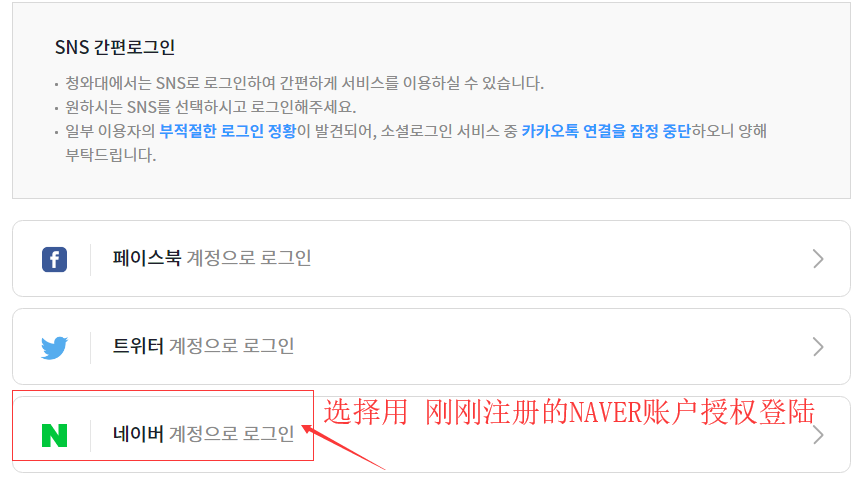 SNS 간편로그인
• 청와대에서는 SNS로 로그인하여 간편하게 서비스를 이용하실 수 있습니다.
• 원하시는 SNS를 선택하시고 로그인해주세요.
• 일부 이용자의 부적절한 로그인 정황이 발견되어, 소셜로그인 서비스 중 카카오톡 연결을 잠정 중단하오니 양해
부탁드립니다.
f
페이스북 계정으로 로그인
트위터 계정으로 로그인
N
네이버 계정으로 로그인
选择用 刚刚注册的NAVER账户授权登陆